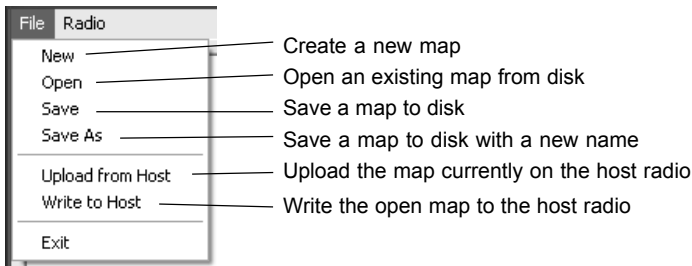 File Radio
New Create a new map
Open Open an existing map from disk
Save Save a map to disk
Save As Save a map to disk with a new name
Upload from Host Upload the map currently on the host radio
Write to Host Write the open map to the host radio
Exit